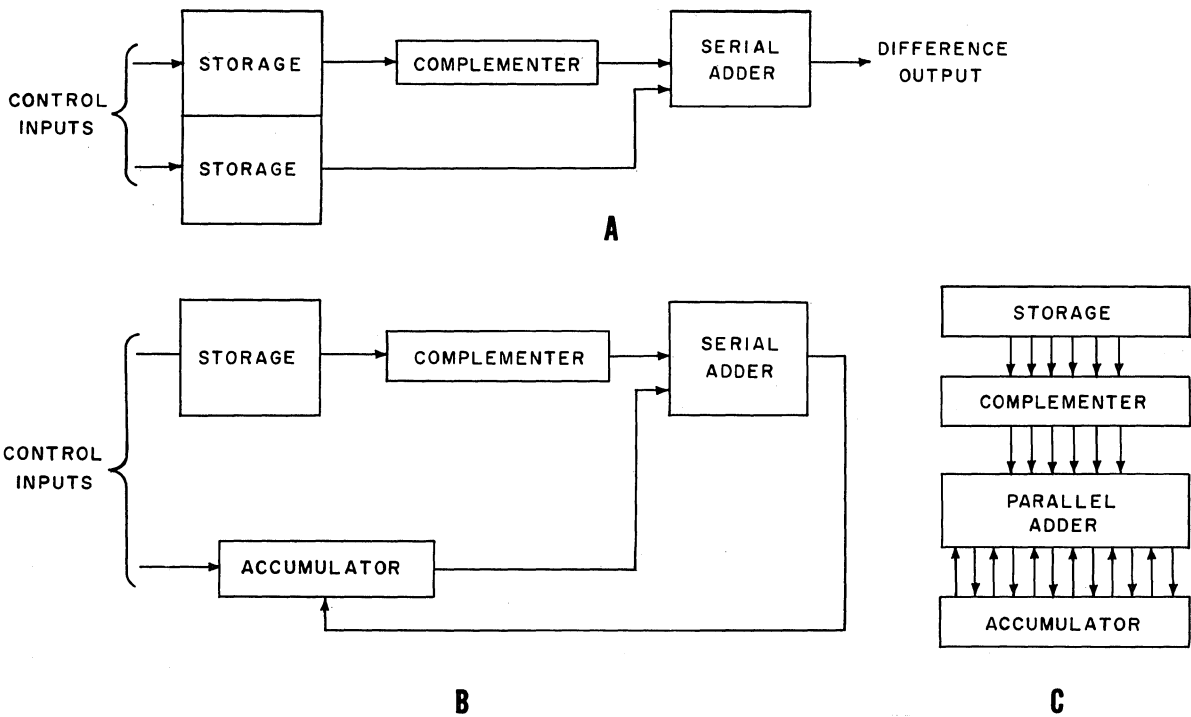 STORAGE
COMPLEMENTER
SERIAL
ADDER
DIFFERENCE
OUTPUT
CONTROL
INPUTS
STORAGE
A
STORAGE
COMPLEMENTER
SERIAL
ADDER
CONTROL
INPUTS
ACCUMULATOR
B
STORAGE
COMPLEMENTER
PARALLEL
ADDER
ACCUMULATOR
C